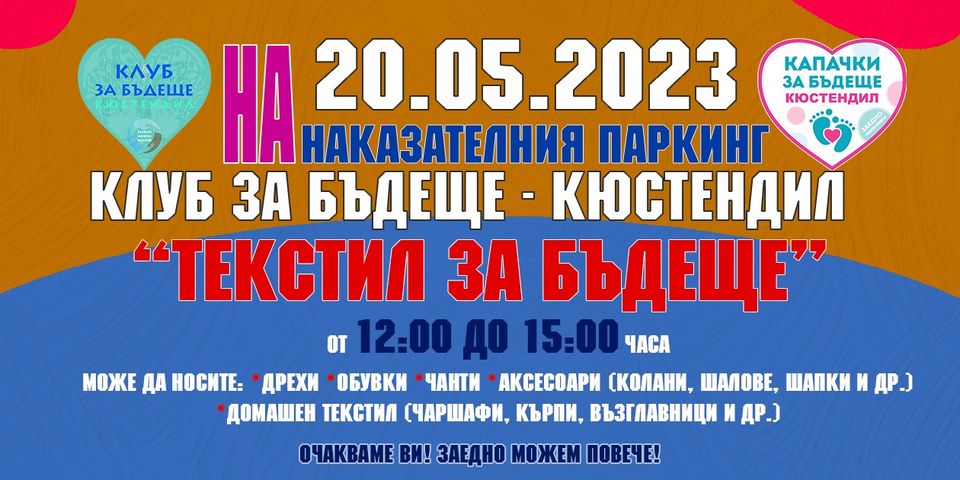 КЛУБ
ЗА БЪДЕЩЕ
КЮСТЕНДИЛ
НА
20.05.2023
НАКАЗАТЕЛНИЯ ПАРКИНГ
КАПАЧКИ
ЗА БЪДЕЩЕ
КЮСТЕНДИЛ
КЛУБ ЗА БЪДЕЩЕ - КЮСТЕНДИЛ
“ТЕКСТИЛ ЗА БЪДЕЩЕ”
ОТ 12:00 ДО 15:00 ЧАСА
МОЖЕ ДА НОСИТЕ: *ДРЕХИ *ОБУВКИ *ЧАНТИ *АКСЕСОАРИ (КОЛАНИ, ШАЛОВЕ, ШАПКИ И ДР.)
*ДОМАШЕН ТЕКСТИЛ (ЧАРШАФИ, КЪРПИ, ВЪЗГЛАВНИЦИ И ДР.)
ОЧАКВАМЕ ВИ! ЗАЕДНО МОЖЕМ ПОВЕЧЕ!